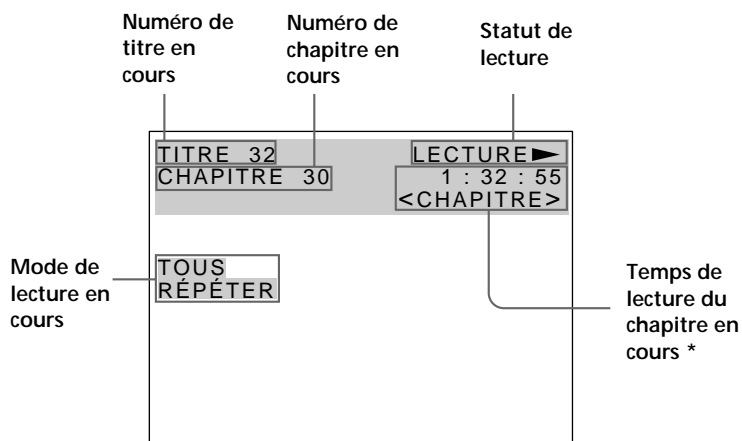 Numéro de
titre en
cours
Numéro de
chapitre en
cours
Statut de
lecture
TITRE 32
CHAPITRE 30
LECTURE
1 : 32 : 55
<CHAPITRE>
Mode de
lecture en
cours
TOUS
RÉPÉTER
Temps de
lecture du
chapitre en
cours *